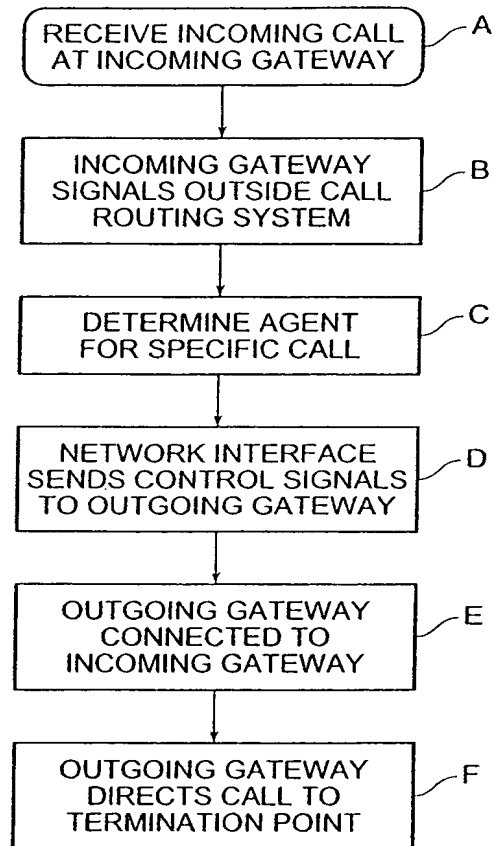 RECEIVE INCOMING CALL
AT INCOMING GATEWAY
A
INCOMING GATEWAY
SIGNALS OUTSIDE CALL
ROUTING SYSTEM
B
DETERMINE AGENT
FOR SPECIFIC CALL
C
NETWORK INTERFACE
SENDS CONTROL SIGNALS
TO OUTGOING GATEWAY
D
OUTGOING GATEWAY
CONNECTED TO
INCOMING GATEWAY
E
OUTGOING GATEWAY
DIRECTS CALL TO
TERMINATION POINT
F